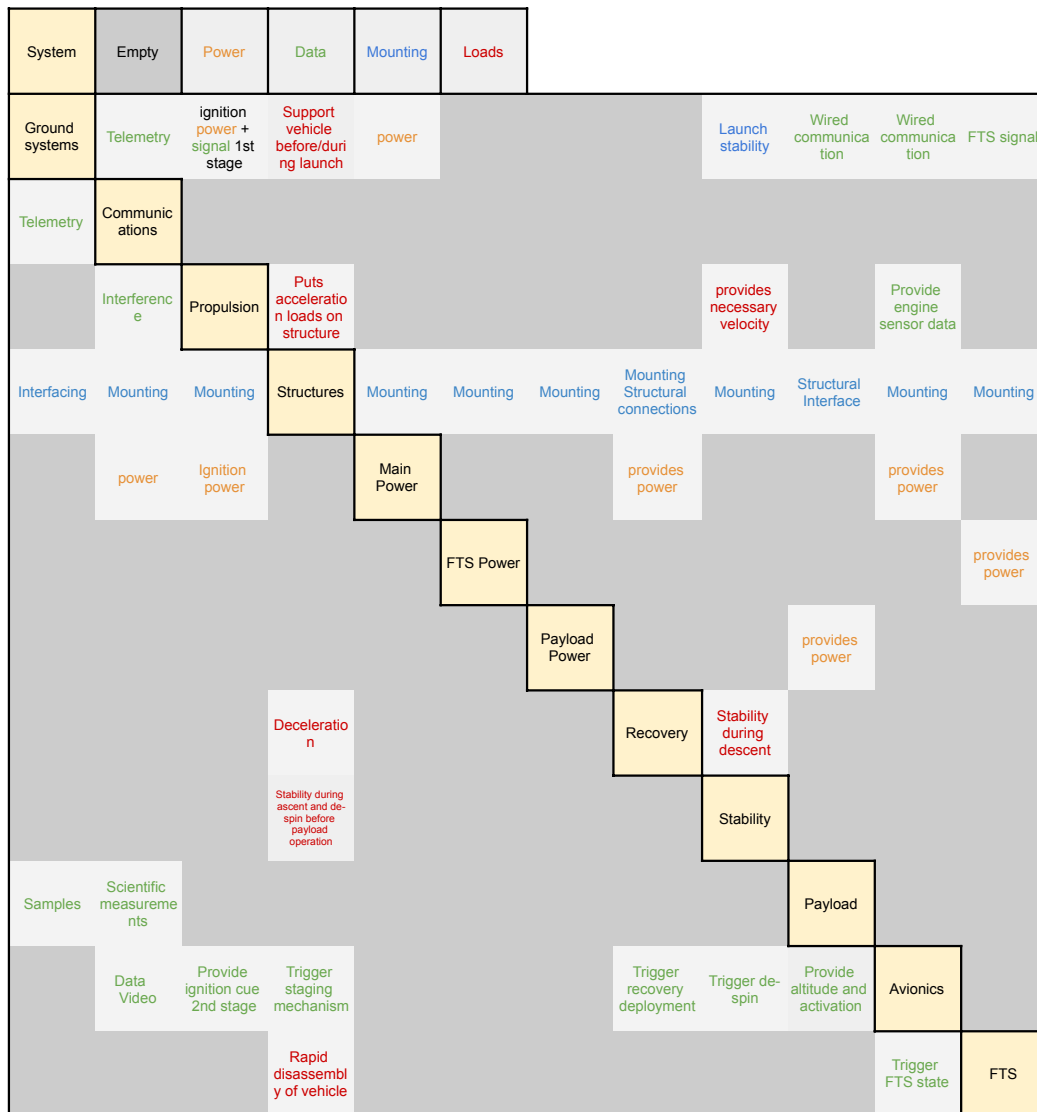 System Empty Power Data Mounting Loads
Ground
systems
Telemetry
ignition
power +
signal 1st
stage
Support
vehicle
before/duri
ng launch
power
Launch
stability
Wired
communica
tion
Wired
communica
tion
FTS signal
Telemetry
Communic
ations
Interferenc
e
Propulsion
Puts
acceleratio
n loads on
structure
provides
necessary
velocity
Provide
engine
sensor data
Interfacing
Mounting
Mounting
Structures
Mounting
Mounting
Mounting
Mounting
Structural
connections
Mounting
Structural
Interface
Mounting
Mounting
power
Ignition
power
Main
Power
provides
power
provides
power
FTS Power
provides
power
Payload
Power
provides
power
Deceleratio
n
Recovery
Stability
during
descent
Stability during
ascent and de-
spin before
payload
operation
Stability
Samples
Scientific
measureme
nts
Payload
Data
Video
Provide
ignition cue
2nd stage
Trigger
staging
mechanism
Trigger
recovery
deployment
Trigger de-
spin
Provide
altitude and
activation
Avionics
Rapid
disassembl
y of vehicle
Trigger
FTS state
FTS